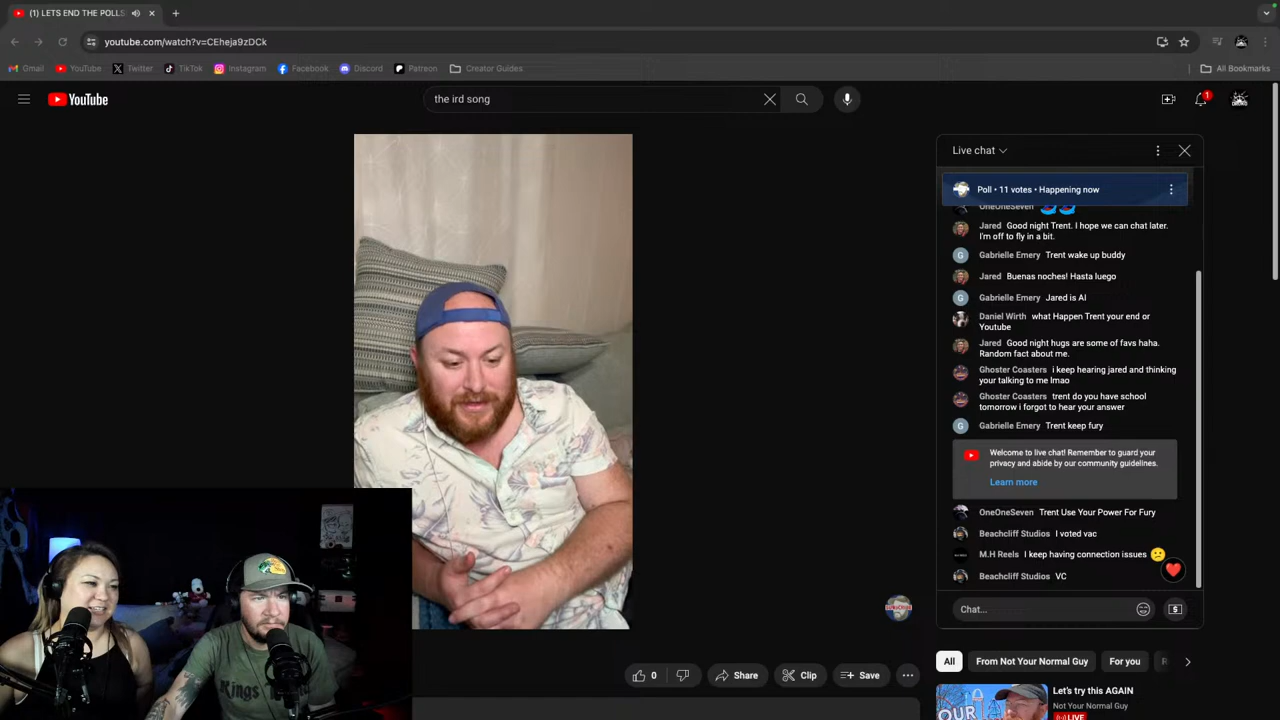 (1) LETS END THE POLLS
youtube.com/watch?v=CEheja9zDCk
Gmail
YouTube
Twitter
TikTok
Instagram
Facebook
Discord
Patreon
Creator Guides
All Bookmarks
YouTube
the ird song
1
Live chat
Poll • 11 votes • Happening now
OneOneSeven
Jared Good night Trent. I hope we can chat later.
I'm off to fly in a bit.
Gabrielle Emery Trent wake up buddy
Jared Buenas noches! Hasta luego
Gabrielle Emery Jared is AI
Daniel Wirth what Happen Trent your end or
Youtube
Jared Good night hugs are some of favs haha.
Random fact about me.
Ghoster Coasters i keep hearing jared and thinking
your talking to me lmao
Ghoster Coasters trent do you have school
tomorrow i forgot to hear your answer
Gabrielle Emery Trent keep fury
Welcome to live chat! Remember to guard your
privacy and abide by our community guidelines.
Learn more
OneOneSeven Trent Use Your Power For Fury
Beachcliff Studios I voted vac
M.H Reels I keep having connection issues
Beachcliff Studios VC
Chat...
SUBSCRIBE
0
Share
Clip
Save
All
From Not Your Normal Guy
For you
Let's try this AGAIN
Not Your Normal Guy
LIVE
OUR